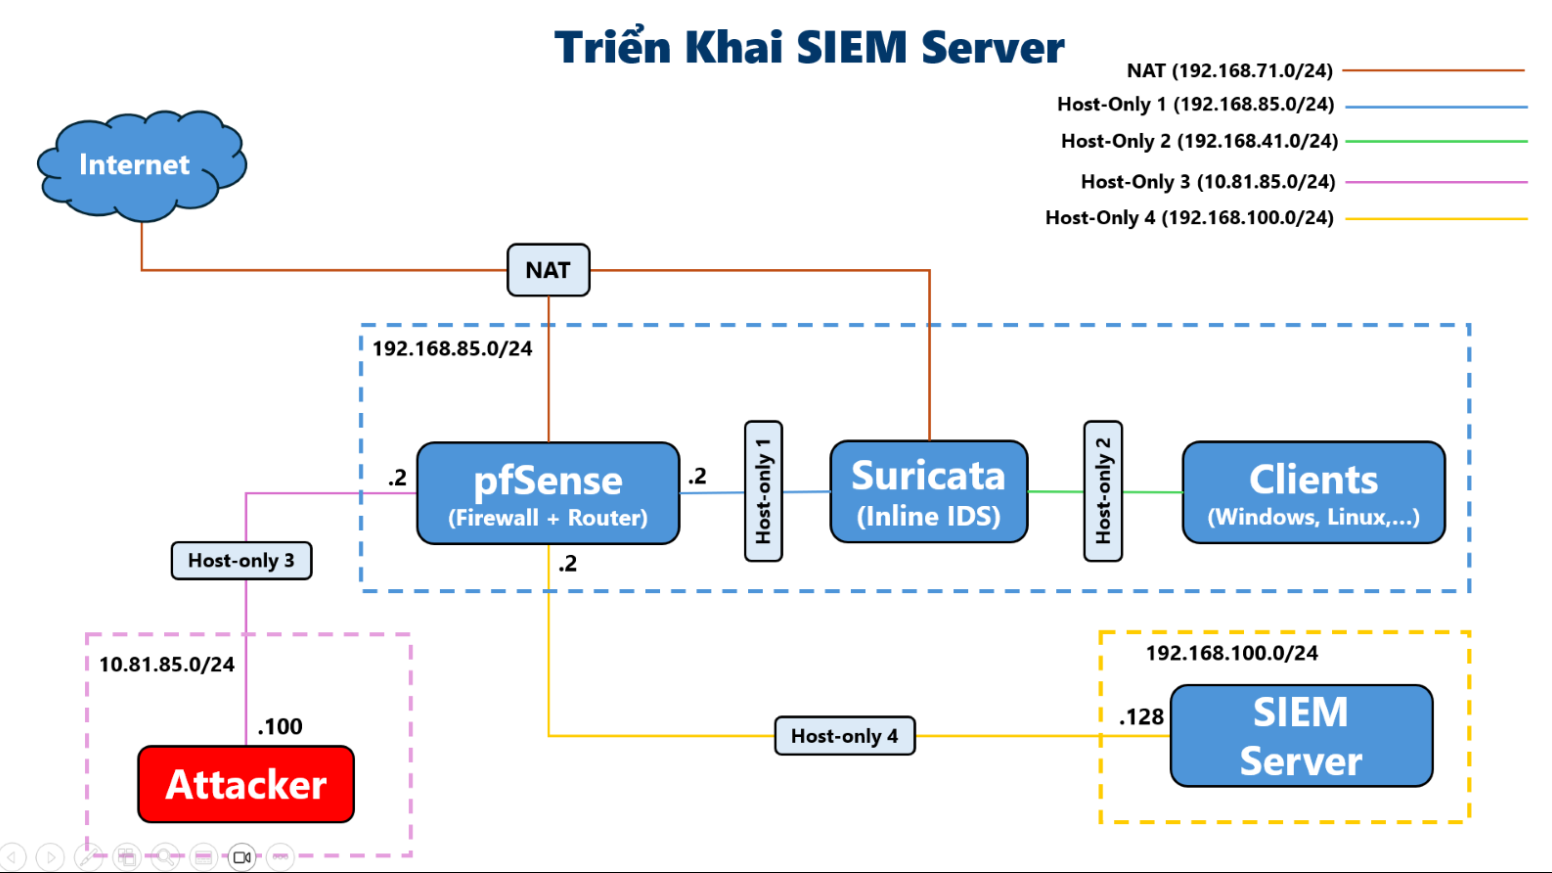 Triển Khai SIEM Server
NAT (192.168.71.0/24)
Host-Only 1 (192.168.85.0/24)
Host-Only 2 (192.168.41.0/24)
Host-Only 3 (10.81.85.0/24)
Host-Only 4 (192.168.100.0/24)
Internet
NAT
192.168.85.0/24
.2
pfSense
(Firewall + Router)
.2
Host-only 1
Suricata
(Inline IDS)
Host-only 2
Clients
(Windows, Linux,...)
.2
Host-only 3
10.81.85.0/24
.100
Attacker
Host-only 4
192.168.100.0/24
.128
SIEM
Server